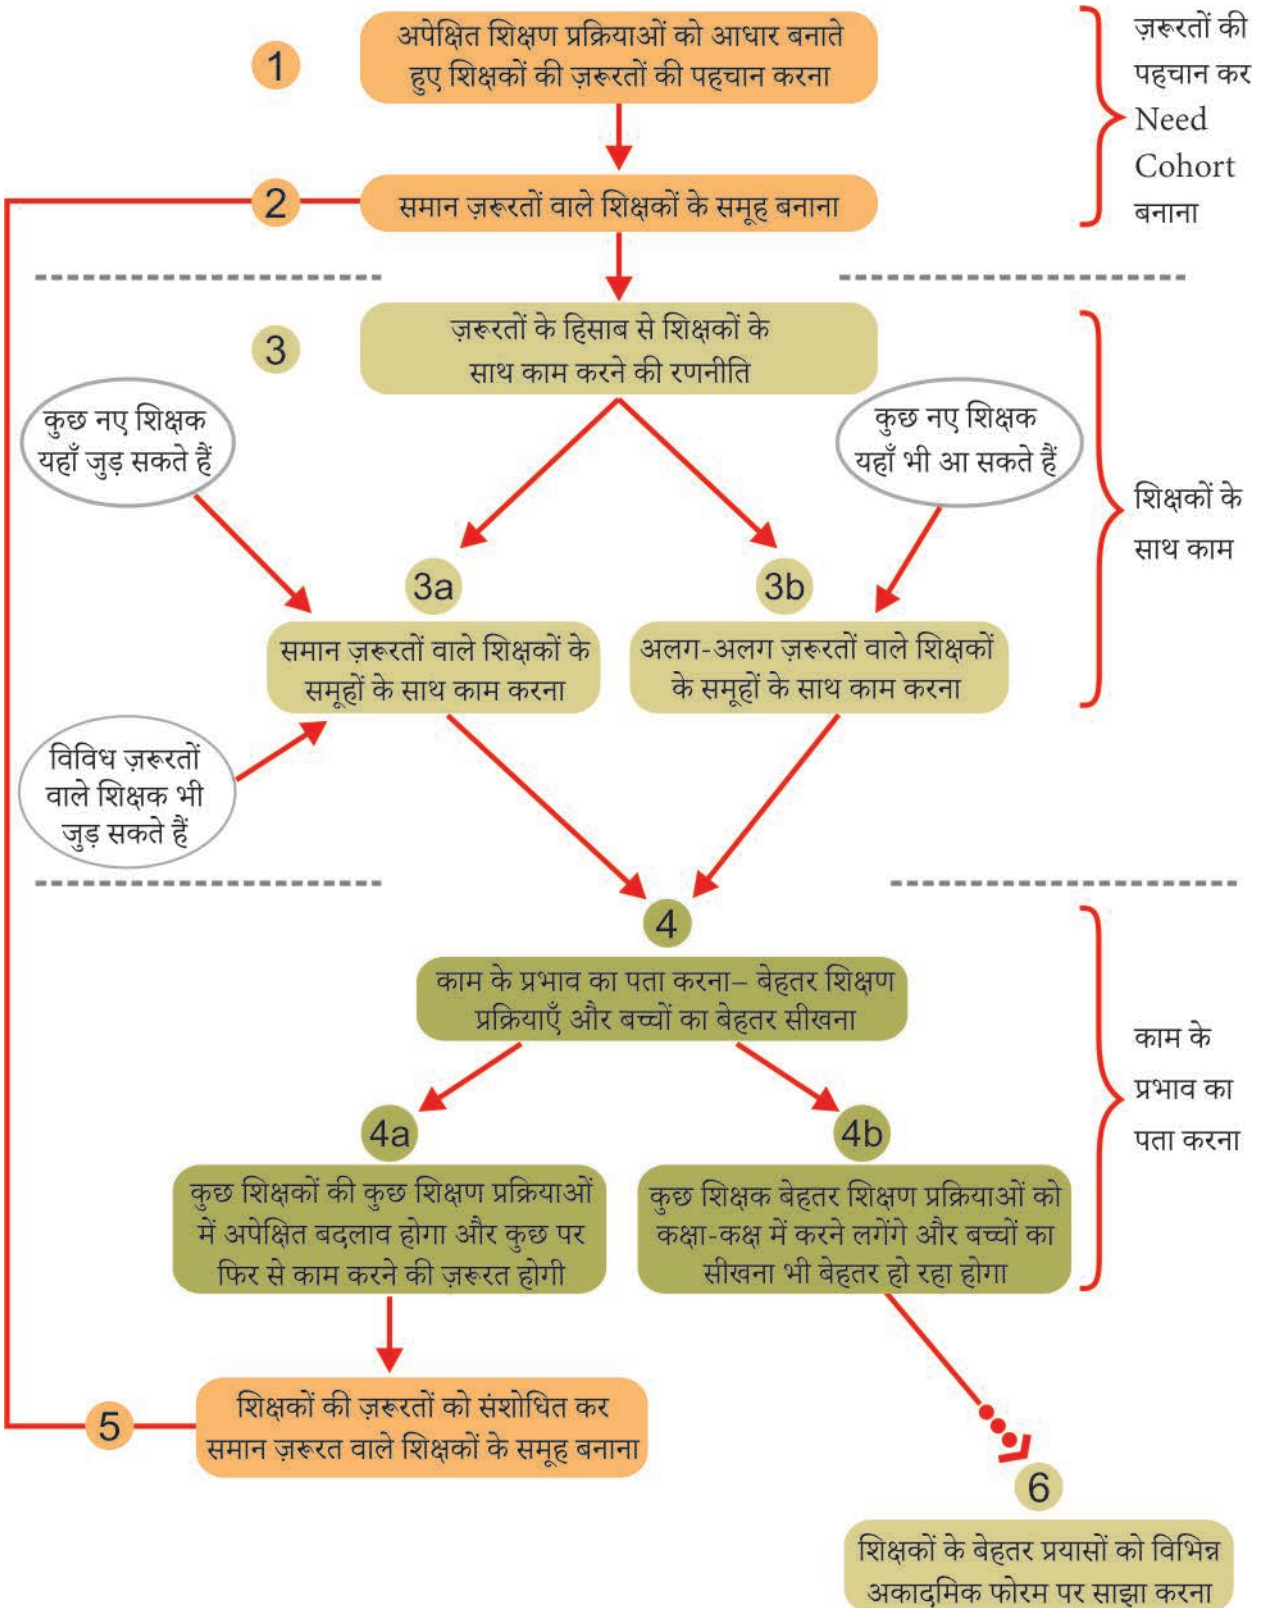 1
अपेक्षित शिक्षण प्रक्रियाओं को आधार बनाते
हुए शिक्षकों की ज़रूरतों की पहचान करना
ज़रूरतों की
पहचान कर
Need
Cohort
बनाना
2
समान ज़रूरतों वाले शिक्षकों के समूह बनाना
3
ज़रूरतों के हिसाब से शिक्षकों के
साथ काम करने की रणनीति
कुछ नए शिक्षक
यहाँ जुड़ सकते हैं
कुछ नए शिक्षक
यहाँ भी आ सकते हैं
शिक्षकों के
साथ काम
3a
समान ज़रूरतों वाले शिक्षकों के
समूहों के साथ काम करना
3b
अलग-अलग ज़रूरतों वाले शिक्षकों
के समूहों के साथ काम करना
विविध ज़रूरतों
वाले शिक्षक भी
जुड़ सकते हैं
4
काम के प्रभाव का पता करना– बेहतर शिक्षण
प्रक्रियाएँ और बच्चों का बेहतर सीखना
काम के
प्रभाव का
पता करना
4a
कुछ शिक्षकों की कुछ शिक्षण प्रक्रियाओं
में अपेक्षित बदलाव होगा और कुछ पर
फिर से काम करने की ज़रूरत होगी
4b
कुछ शिक्षक बेहतर शिक्षण प्रक्रियाओं को
कक्षा-कक्ष में करने लगेंगे और बच्चों का
सीखना भी बेहतर हो रहा होगा
5
शिक्षकों की ज़रूरतों को संशोधित कर
समान ज़रूरत वाले शिक्षकों के समूह बनाना
6
शिक्षकों के बेहतर प्रयासों को विभिन्न
अकादमिक फोरम पर साझा करना